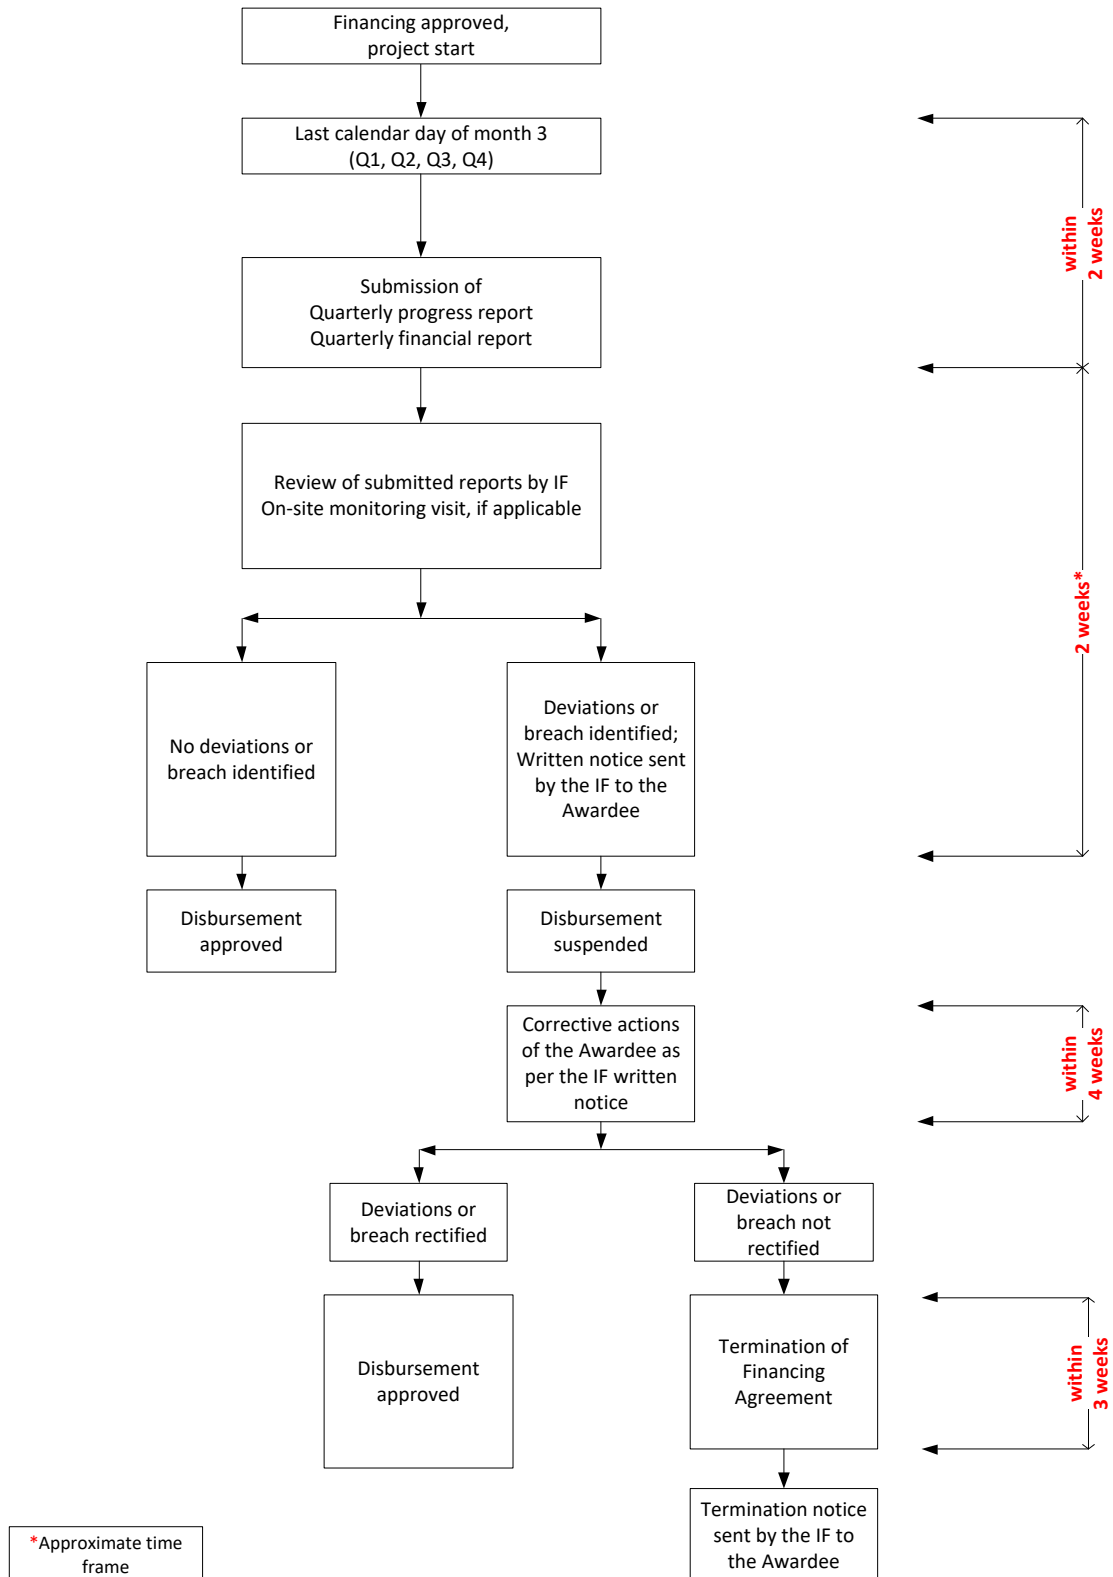 Financing approved,
project start
Last calendar day of month 3
(Q1, Q2, Q3, Q4)
within
2 weeks
Submission of
Quarterly progress report
Quarterly financial report
Review of submitted reports by IF
On-site monitoring visit, if applicable
2 weeks*
No deviations or
breach identified
Deviations or
breach identified;
Written notice sent
by the IF to the
Awardee
Disbursement
approved
Disbursement
suspended
Corrective actions
of the Awardee as
per the IF written
notice
within
4 weeks
Deviations or
breach rectified
Deviations or
breach not
rectified
Disbursement
approved
Termination of
Financing
Agreement
within
3 weeks
Termination notice
sent by the IF to
the Awardee
*Approximate time
frame